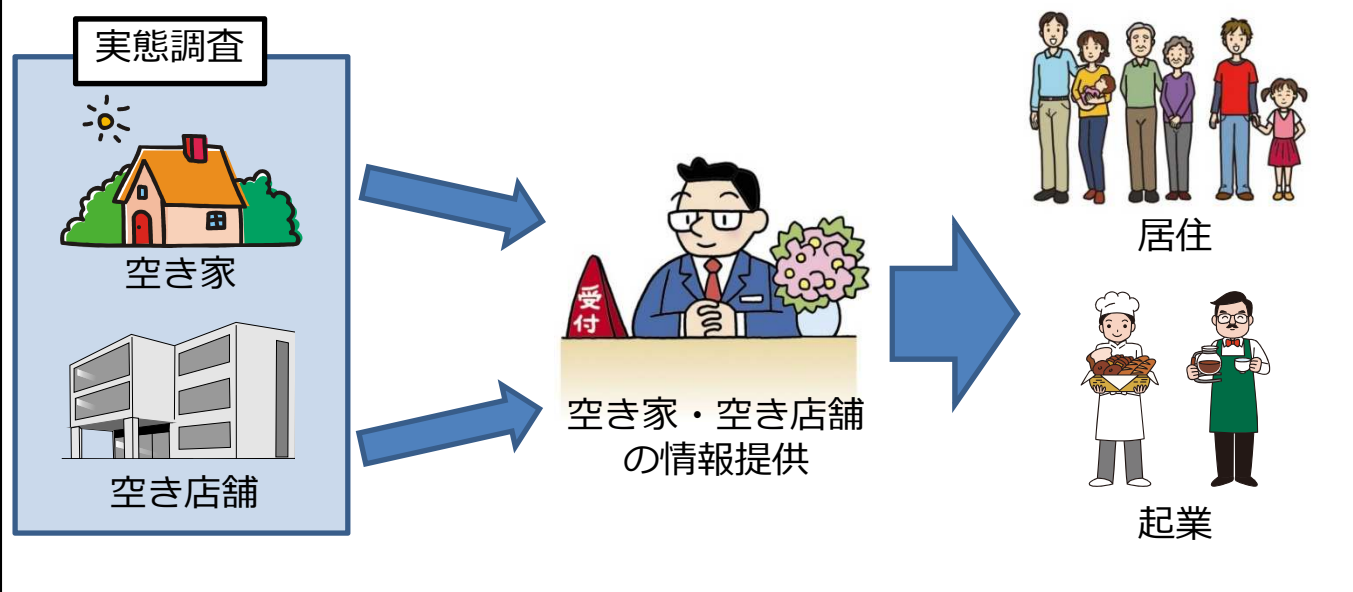 実態調査
空き家
空き店舗
受
付
空き家・空き店舗
の情報提供
居住
起業